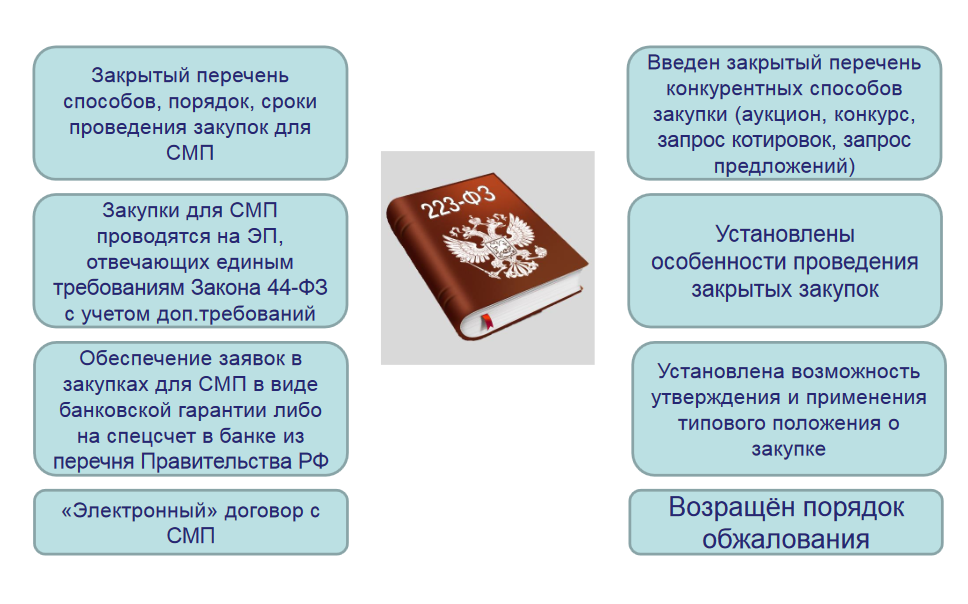 Закрытый перечень
способов, порядок, сроки
проведения закупок для
СМП
Закупки для СМП
проводятся на ЭП,
отвечающих единым
требованиям Закона 44-ФЗ
с учетом доп.требований
Обеспечение заявок в
закупках для СМП в виде
банковской гарантии либо
на спецсчет в банке из
перечня Правительства РФ
«Электронный» договор с
СМП
223-ФЗ
Введен закрытый перечень
конкурентных способов
закупки (аукцион, конкурс,
запрос котировок, запрос
предложений)
Установлены
особенности проведения
закрытых закупок
Установлена возможность
утверждения и применения
типового положения о
закупке
Возращён порядок
обжалования